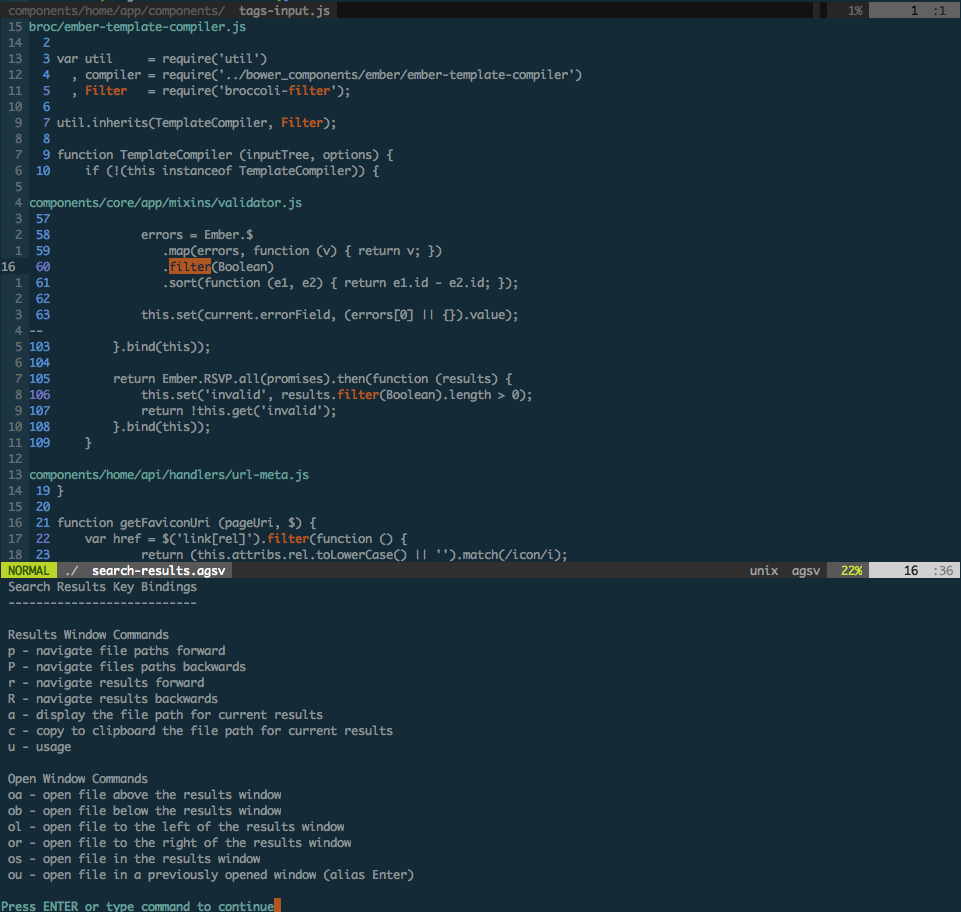 components/home/app/components/ tags-input.js 1% 1 :1
15 broc/ember-template-compiler.js
14 2
13 3 var util     = require('util')
12 4   , compiler = require('../bower_components/ember/ember-template-compiler')
11 5   , Filter   = require('broccoli-filter');
10 6
9 7 util.inherits(TemplateCompiler, Filter);
8 8
7 9 function TemplateCompiler (inputTree, options) {
6 10     if (!(this instanceof TemplateCompiler)) {
5
4 components/core/app/mixins/validator.js
3 57
2 58             errors = Ember.$
1 59                .map(errors, function (v) { return v; })
16 60                .filter(Boolean)
1 61                .sort(function (e1, e2) { return e1.id - e2.id; });
2 62
3 63             this.set(current.errorField, (errors[0] || {}).value);
4 --
5 103         }.bind(this));
6 104
7 105         return Ember.RSVP.all(promises).then(function (results) {
8 106             this.set('invalid', results.filter(Boolean).length > 0);
9 107             return !this.get('invalid');
10 108         }.bind(this));
11 109     }
12
13 components/home/api/handlers/url-meta.js
14 19 }
15 20
16 21 function getFaviconUri (pageUri, $) {
17 22     var href = $('link[rel]').filter(function () {
18 23             return (this.attribs.rel.toLowerCase() || '').match(/icon/i);
NORMAL ./ search-results.agsv unix agsv 22% 16 :36
Search Results Key Bindings
---------------------------
Results Window Commands
p - navigate file paths forward
P - navigate files paths backwards
r - navigate results forward
R - navigate results backwards
a - display the file path for current results
c - copy to clipboard the file path for current results
u - usage
Open Window Commands
oa - open file above the results window
ob - open file below the results window
ol - open file to the left of the results window
or - open file to the right of the results window
os - open file in the results window
ou - open file in a previously opened window (alias Enter)
Press ENTER or type command to continue